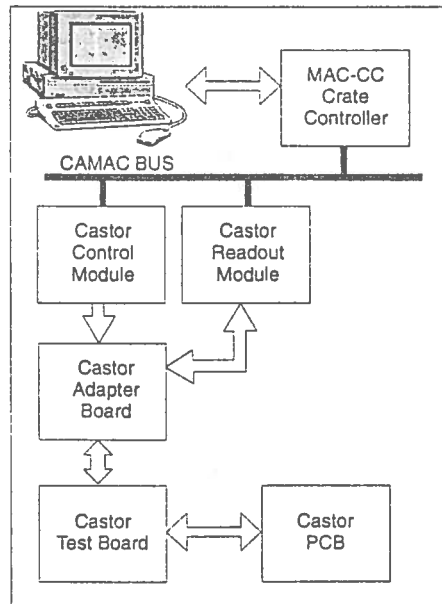 MAC-CC
Crate
Controller
CAMAC BUS
Castor
Control
Module
Castor
Readout
Module
Castor
Adapter
Board
Castor
Test Board
Castor
PCB